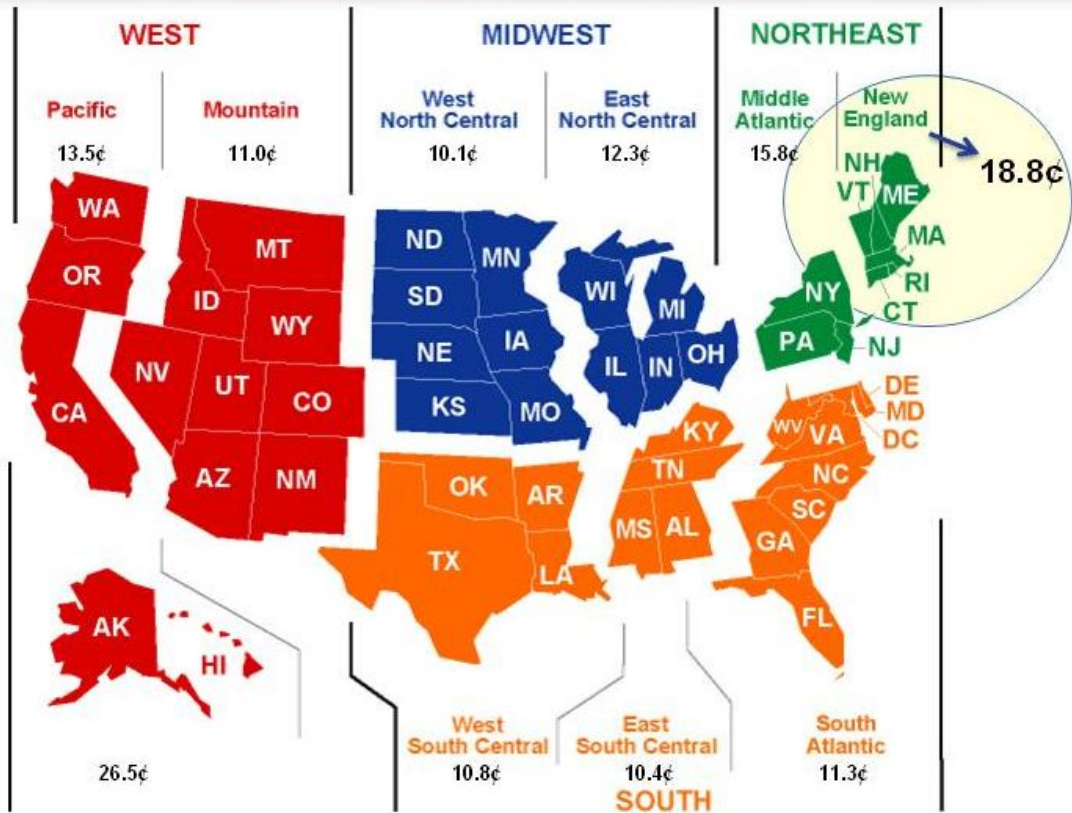 WEST
MIDWEST
NORTHEAST
Pacific
Mountain
West
North Central
East
North Central
Middle
Atlantic
New
England
13.5¢
11.0¢
10.1¢
12.3¢
15.8¢
18.8¢
NH
VT
ME
MA
RI
CT
WA
OR
CA
MT
ID
WY
NV
UT
CO
AZ
NM
ND
MN
SD
NE
IA
KS
MO
WI
MI
IL
IN
OH
NY
PA
NJ
DE
MD
DC
WV
VA
KY
TN
NC
SC
OK
AR
MS
AL
GA
TX
LA
FL
AK
HI
26.5¢
West
South Central
10.8¢
East
South Central
10.4¢
South
Atlantic
11.3¢
SOUTH